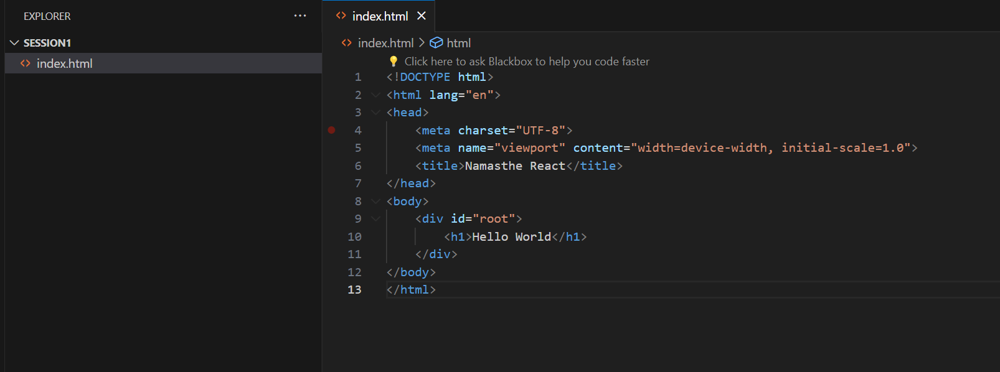 EXPLORER ···
SESSION1
<> index.html
<> index.html ×
<> index.html > html
Click here to ask Blackbox to help you code faster
1 <!DOCTYPE html>
2 <html lang="en">
3 <head>
4     <meta charset="UTF-8">
5     <meta name="viewport" content="width=device-width, initial-scale=1.0">
6     <title>Namasthe React</title>
7 </head>
8 <body>
9     <div id="root">
10         <h1>Hello World</h1>
11     </div>
12 </body>
13 </html>